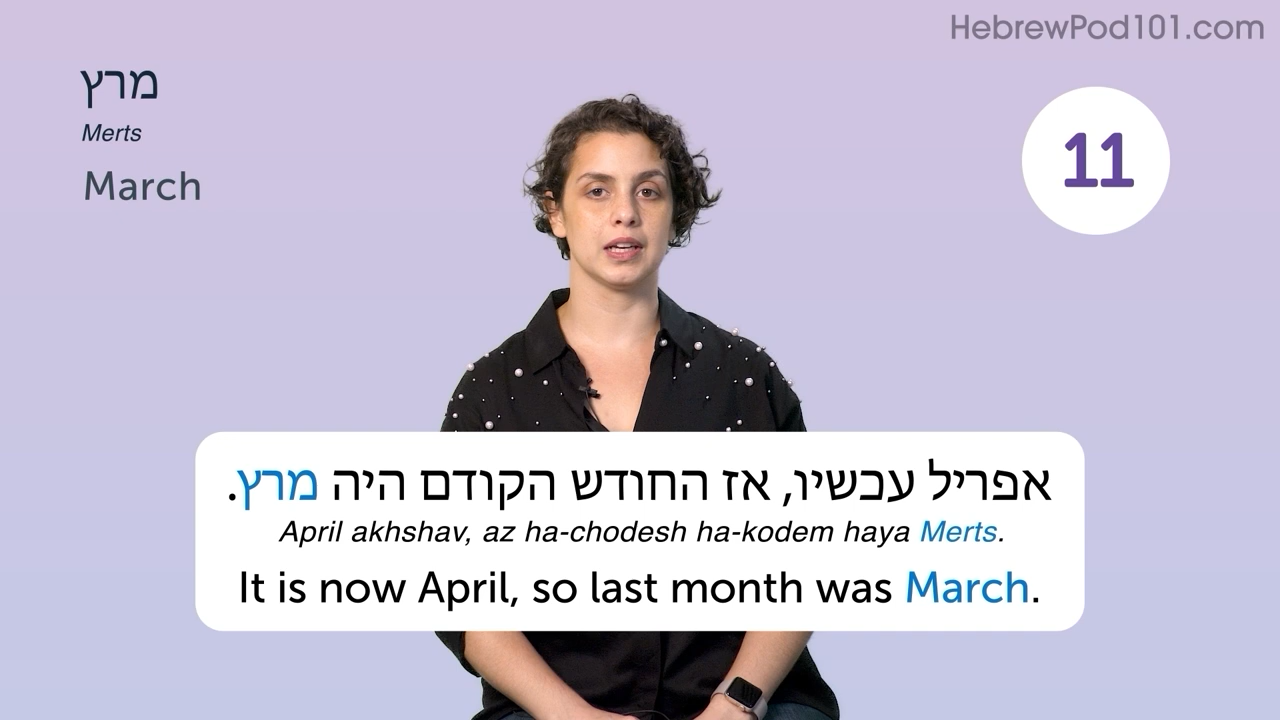 HebrewPod101.com
מרץ
Merts
March
11
אפריל עכשיו, אז החודש הקודם היה מרץ.
April akhshav, az ha-chodesh ha-kodem haya Merts.
It is now April, so last month was March.